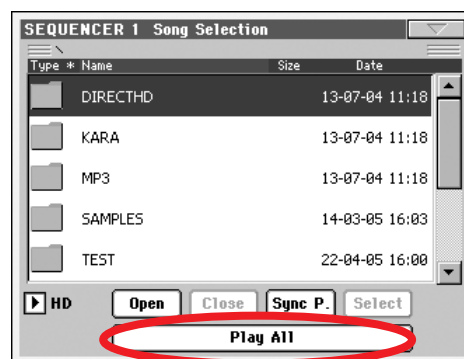 SEQUENCER 1 Song Selection
Type * Name Size Date
DIRECTHD 13-07-04 11:18
KARA 13-07-04 11:18
MP3 13-07-04 11:18
SAMPLES 14-03-05 16:03
TEST 22-04-05 16:00
HD Open Close Sync P. Select
Play All